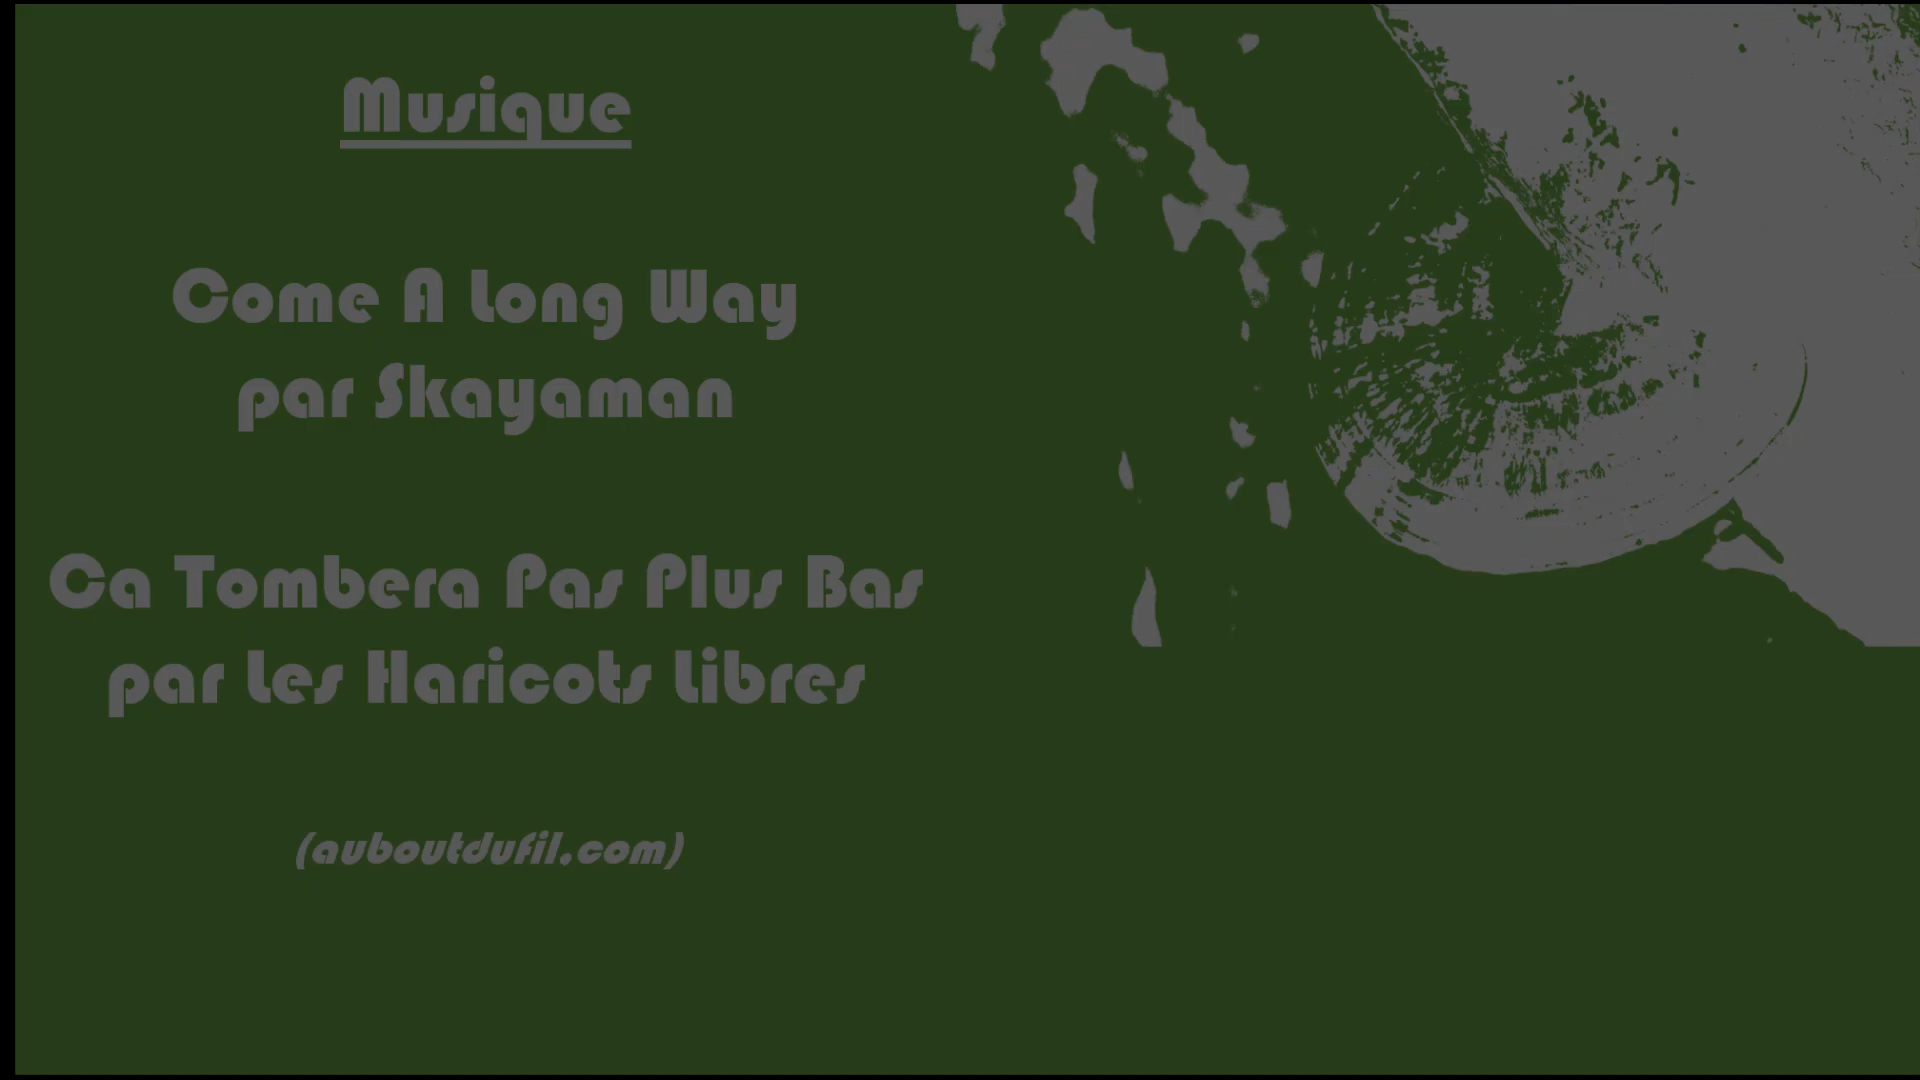 Musique
Come A Long Way
par Skayaman
Ca Tombera Pas Plus Bas
par Les Haricots Libres
(auboutdufil.com)